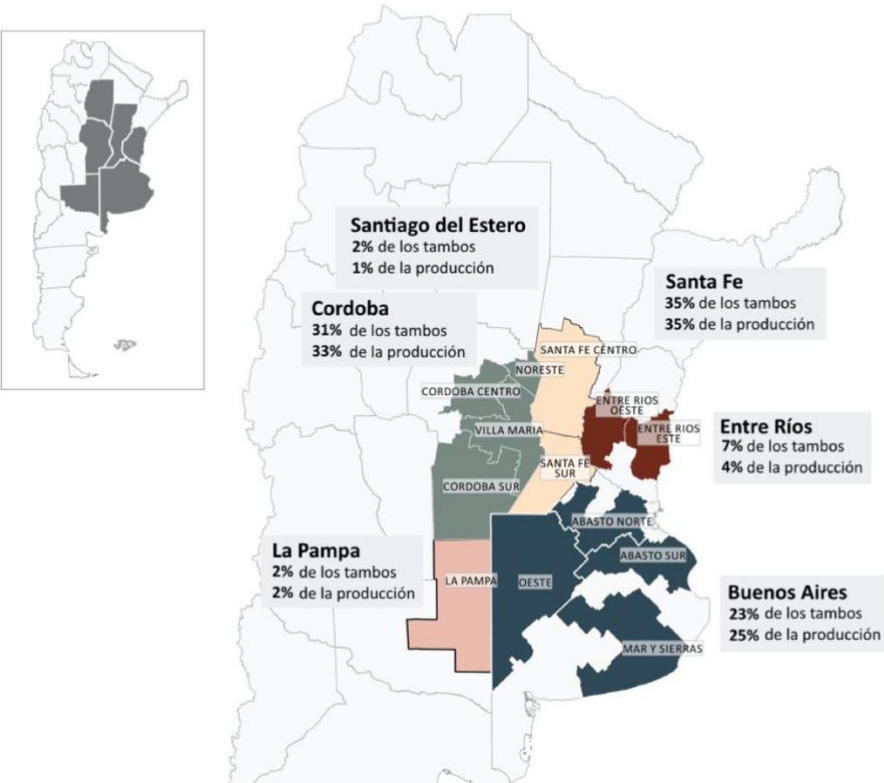 Santiago del Estero
2% de los tambos
1% de la producción
Cordoba
31% de los tambos
33% de la producción
Santa Fe
35% de los tambos
35% de la producción
SANTA FE CENTRO
NORESTE
CORDOBA CENTRO
ENTRE RIOS
OESTE
VILLA MARIA
ENTRE RIOS
ESTE
Entre Ríos
7% de los tambos
4% de la producción
SANTA FE
SUR
CORDOBA SUR
ABASTO NORTE
ABASTO SUR
La Pampa
2% de los tambos
2% de la producción
LA PAMPA
OESTE
Buenos Aires
23% de los tambos
25% de la producción
MAR Y SIERRAS